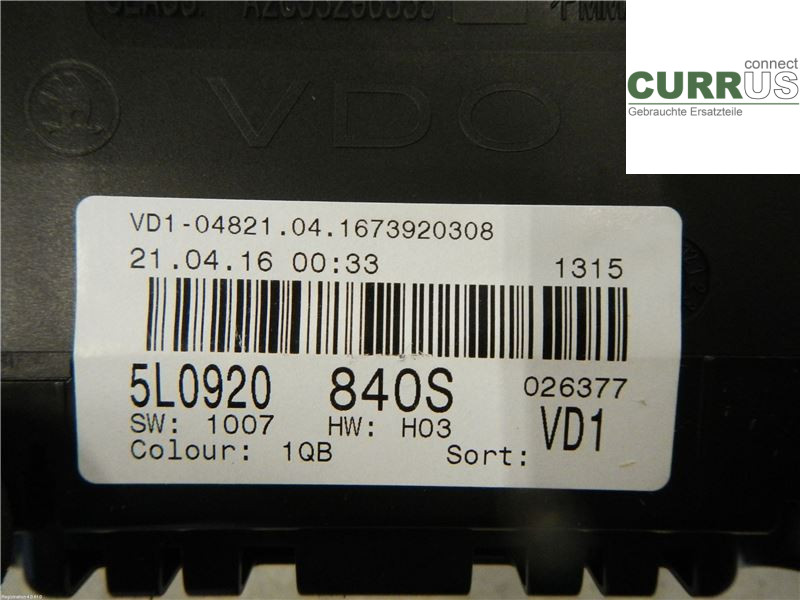 connect
CURRUS
Gebrauchte Ersatzteile
VDO
VD1-04821.04.1673920308
21.04.16 00:33 1315
5L0920 840S 026377
SW: 1007 HW: H03 VD1
Colour: 1QB Sort: